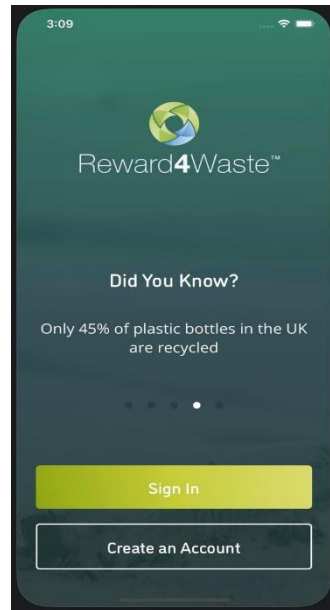 3:09
Reward4Waste™
Did You Know?
Only 45% of plastic bottles in the UK
are recycled
Sign In
Create an Account